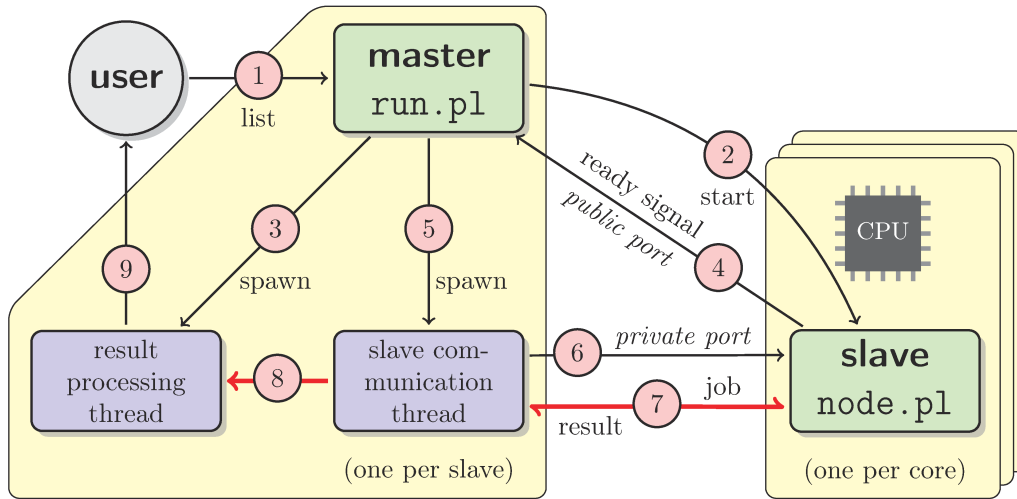 user
1
list
master
run.pl
2
start
ready signal
public port
3
spawn
5
spawn
4
CPU
9
result
processing
thread
8
slave com-
munication
thread
6
private port
7
job
result
slave
node.pl
(one per slave)
(one per core)